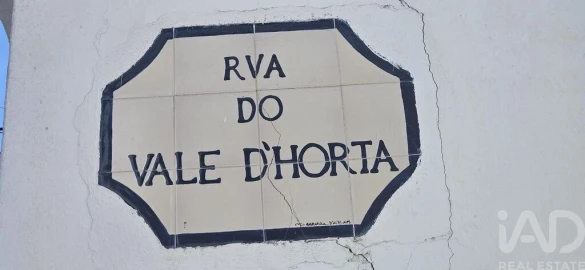 RVA
DO
VALE D'HORTA
iAD
REAL ESTATE